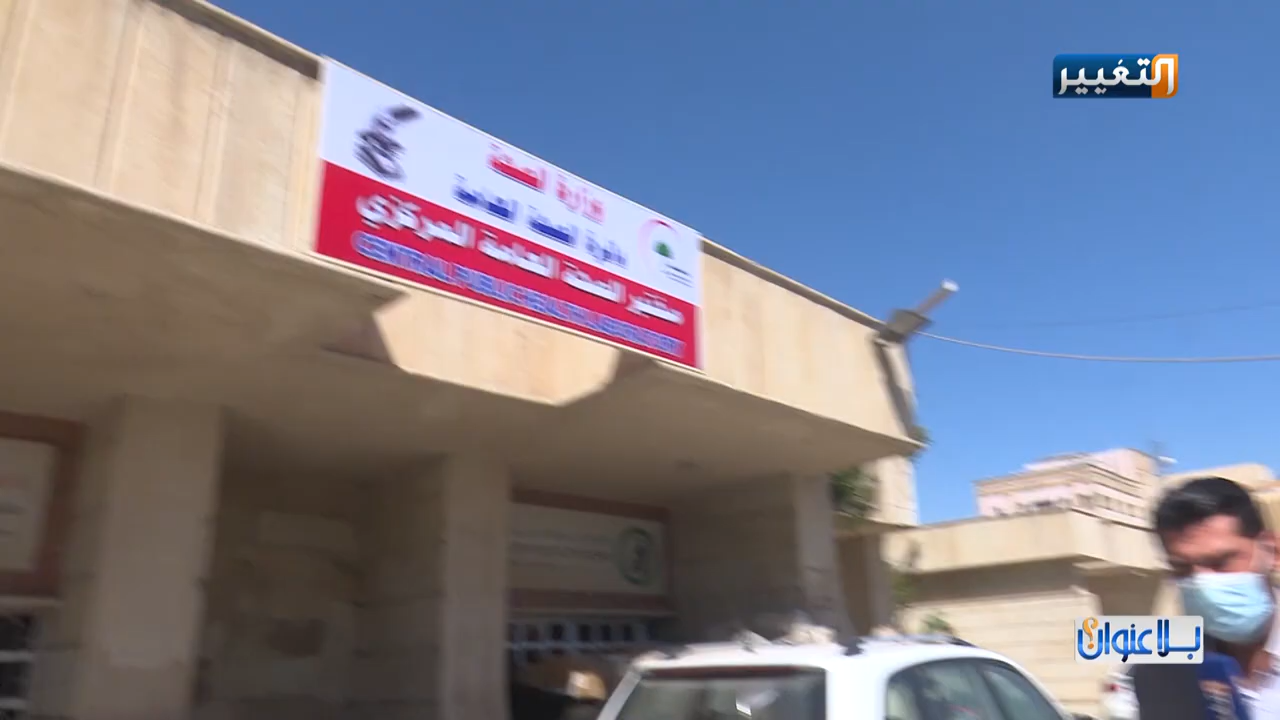 التغيير
وزارة الصحة
دائرة الصحة العامة
مختبر الصحة العامة المركزي
CENTRAL PUBLIC HEALTH LABORATORY
بلا عنوان